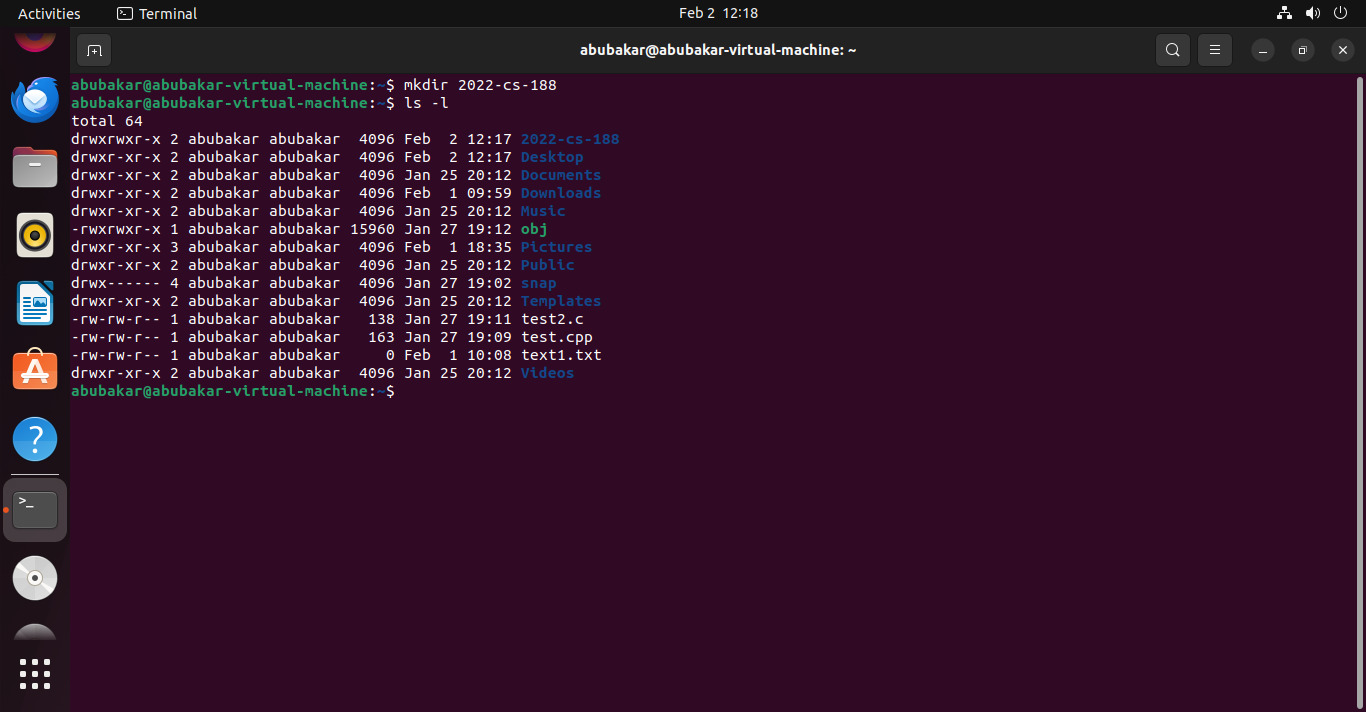 Activities
Terminal
Feb 2 12:18
abubakar@abubakar-virtual-machine: ~
abubakar@abubakar-virtual-machine:~$ mkdir 2022-cs-188
abubakar@abubakar-virtual-machine:~$ ls -l
total 64
drwxrwxr-x 2 abubakar abubakar  4096 Feb  2 12:17 2022-cs-188
drwxr-xr-x 2 abubakar abubakar  4096 Feb  2 12:17 Desktop
drwxr-xr-x 2 abubakar abubakar  4096 Jan 25 20:12 Documents
drwxr-xr-x 2 abubakar abubakar  4096 Feb  1 09:59 Downloads
drwxr-xr-x 2 abubakar abubakar  4096 Jan 25 20:12 Music
-rwxrwxr-x 1 abubakar abubakar 15960 Jan 27 19:12 obj
drwxr-xr-x 3 abubakar abubakar  4096 Feb  1 18:35 Pictures
drwxr-xr-x 2 abubakar abubakar  4096 Jan 25 20:12 Public
drwx------ 4 abubakar abubakar  4096 Jan 27 19:02 snap
drwxr-xr-x 2 abubakar abubakar  4096 Jan 25 20:12 Templates
-rw-rw-r-- 1 abubakar abubakar   138 Jan 27 19:11 test2.c
-rw-rw-r-- 1 abubakar abubakar   163 Jan 27 19:09 test.cpp
-rw-rw-r-- 1 abubakar abubakar     0 Feb  1 10:08 text1.txt
drwxr-xr-x 2 abubakar abubakar  4096 Jan 25 20:12 Videos
abubakar@abubakar-virtual-machine:~$